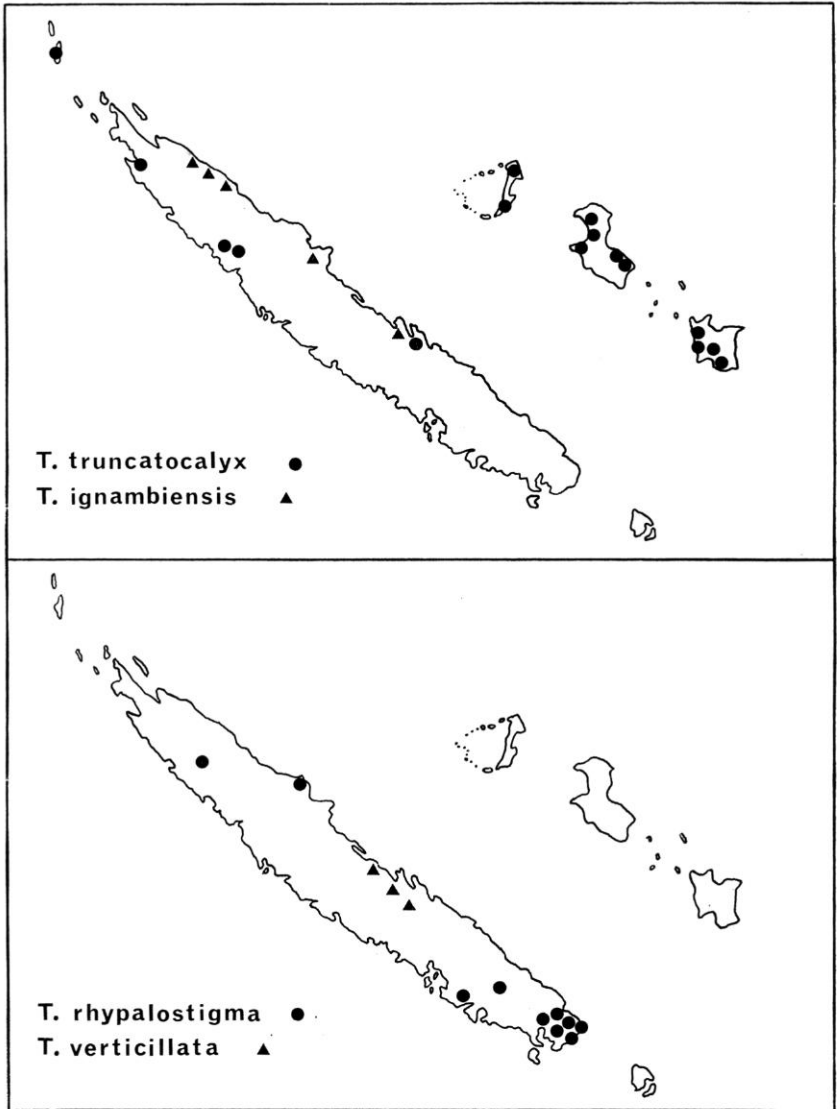 T. truncatocalyx ●
T. ignambiensis ▲
T. rhypalostigma ●
T. verticillata ▲